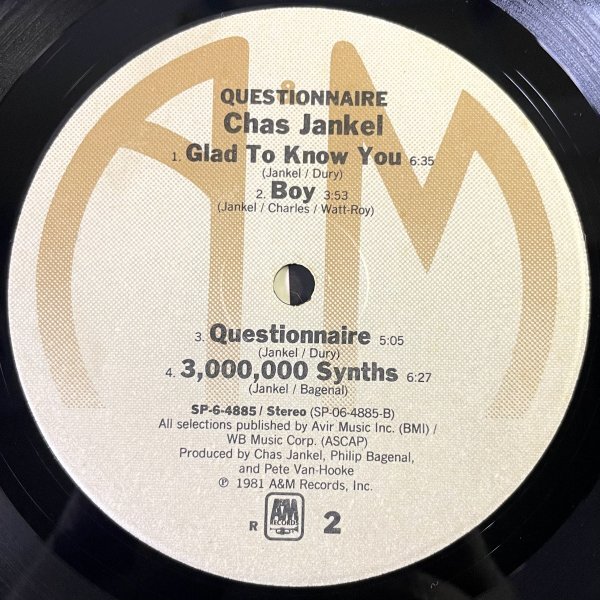 QUESTIONNAIRE
Chas Jankel
1. Glad To Know You 6:35
(Jankel / Dury)
2. Boy 3:53
(Jankel / Charles / Watt-Roy)
3. Questionnaire 5:05
(Jankel / Dury)
4. 3,000,000 Synths 6:27
(Jankel / Bagenal)
SP-6-4885 / Stereo (SP-06-4885-B)
All selections published by Avir Music Inc. (BMI) /
WB Music Corp. (ASCAP)
Produced by Chas Jankel, Philip Bagenal,
and Pete Van-Hooke
℗ 1981 A&M Records, Inc.
R A&M RECORDS 2